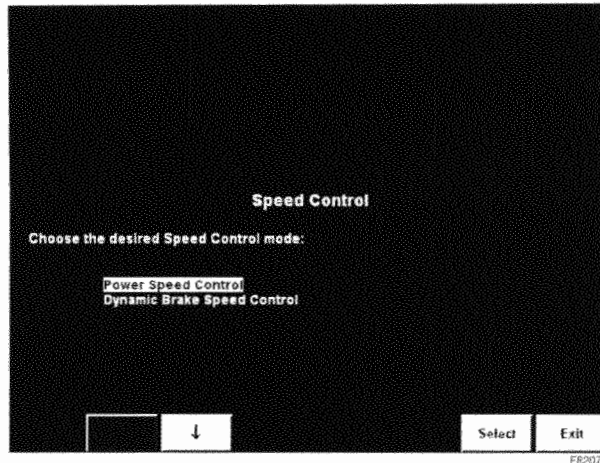 Speed Control
Choose the desired Speed Control mode:
Power Speed Control
Dynamic Brake Speed Control
↓
Select
Exit